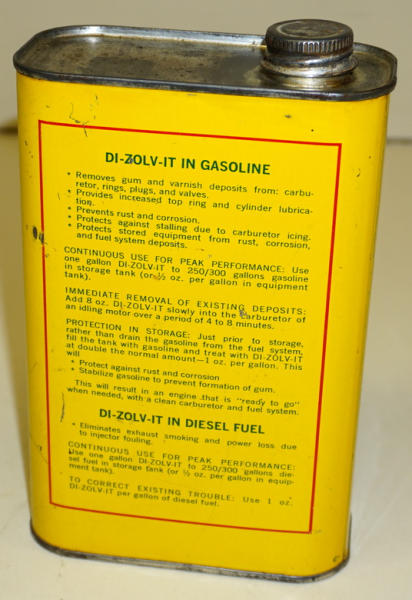 DI-ZOLV-IT IN GASOLINE
• Removes gum and varnish deposits from: carbu-
retor, rings, plugs, and valves.
• Provides increased top ring and cylinder lubrica-
tion.
• Prevents rust and corrosion.
• Protects against stalling due to carburetor icing.
• Protects stored equipment from rust, corrosion,
and fuel system deposits.
CONTINUOUS USE FOR PEAK PERFORMANCE: Use
one gallon DI-ZOLV-IT to 250/300 gallons gasoline
in storage tank (or ½ oz. per gallon in equipment
tank).
IMMEDIATE REMOVAL OF EXISTING DEPOSITS:
Add 8 oz. DI-ZOLV-IT slowly into the carburetor of
an idling motor over a period of 4 to 8 minutes.
PROTECTION IN STORAGE: Just prior to storage,
rather than drain the gasoline from the fuel system,
fill the tank with gasoline and treat with DI-ZOLV-IT
at double the normal amount—1 oz. per gallon. This
will
• Protect against rust and corrosion
• Stabilize gasoline to prevent formation of gum.
This will result in an engine that is "ready to go"
when needed, with a clean carburetor and fuel system.
DI-ZOLV-IT IN DIESEL FUEL
• Eliminates exhaust smoking and power loss due
to injector fouling.
CONTINUOUS USE FOR PEAK PERFORMANCE:
Use one gallon DI-ZOLV-IT to 250/300 gallons die-
sel fuel in storage tank (or ½ oz. per gallon in equip-
ment tank).
TO CORRECT EXISTING TROUBLE: Use 1 oz.
DI-ZOLV-IT per gallon of diesel fuel.